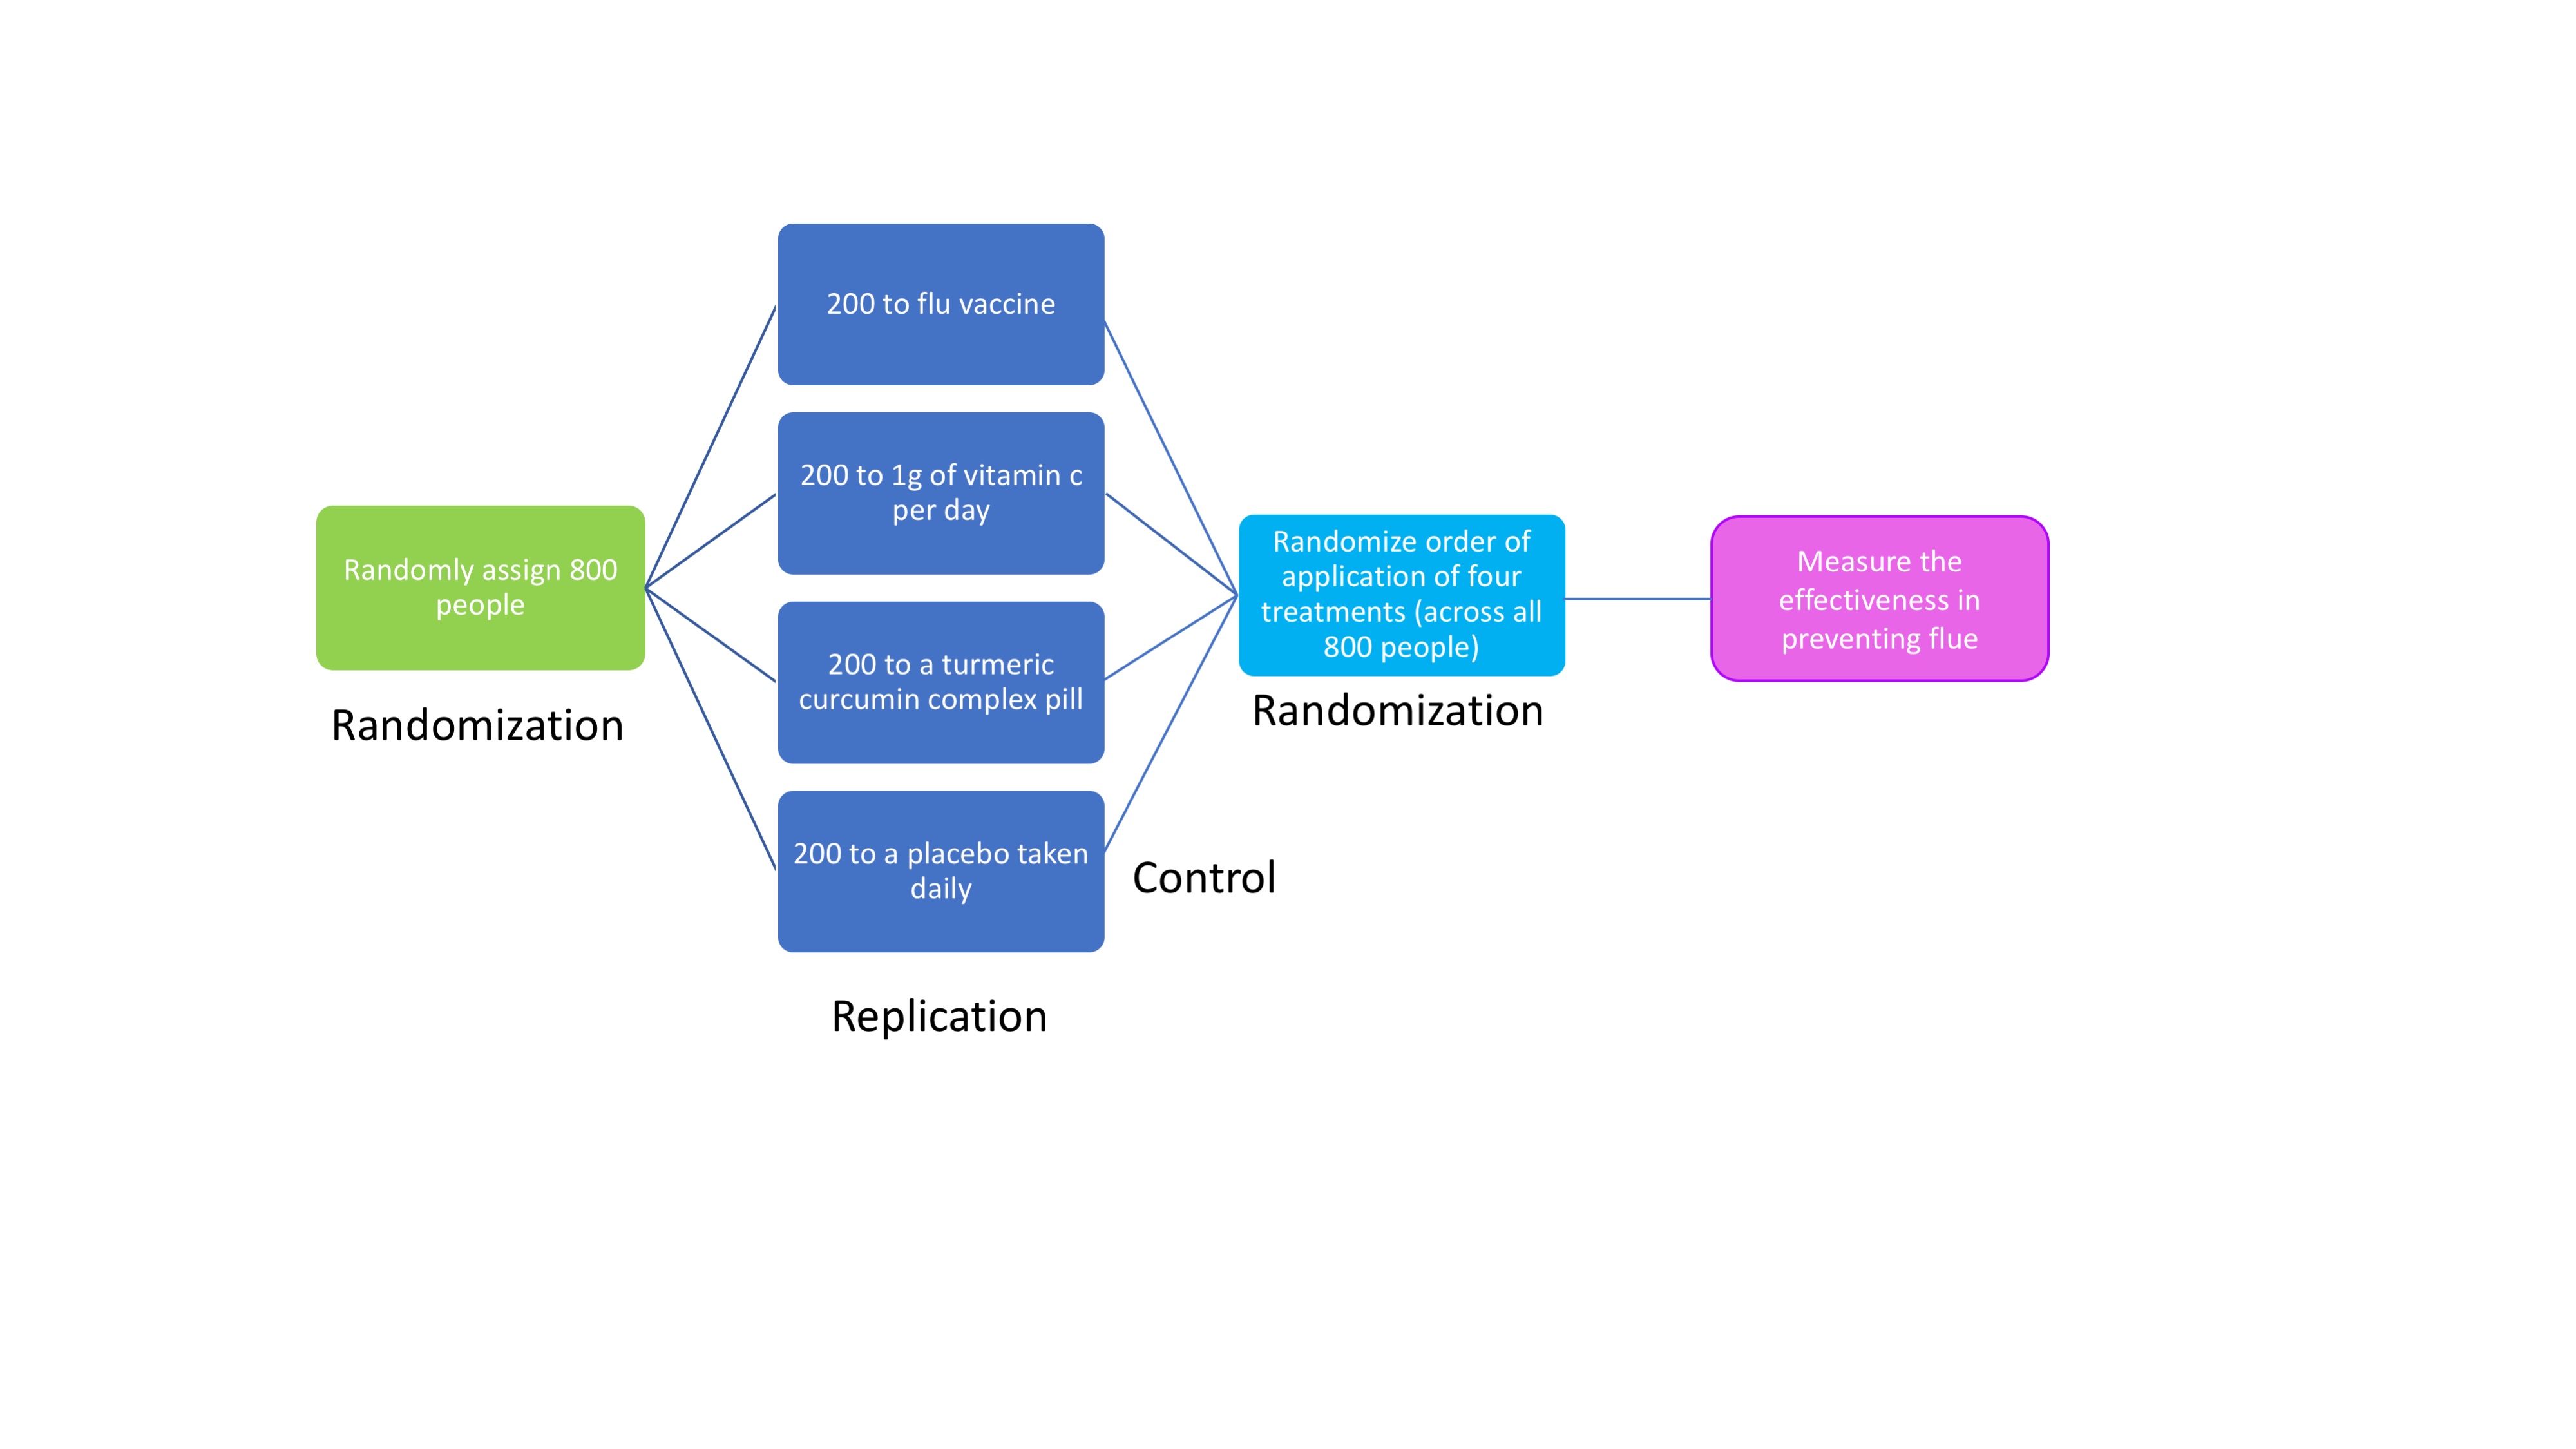 Randomly assign 800
people
Randomization
200 to flu vaccine
200 to 1g of vitamin c
per day
200 to a turmeric
curcumin complex pill
200 to a placebo taken
daily
Replication
Control
Randomize order of
application of four
treatments (across all
800 people)
Randomization
Measure the
effectiveness in
preventing flue